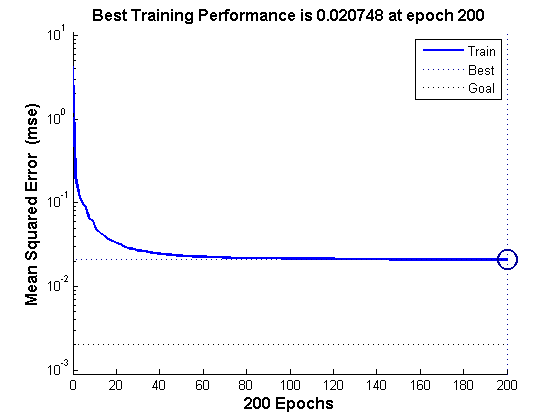 Best Training Performance is 0.020748 at epoch 200
10^1
10^0
10^-1
10^-2
10^-3
Mean Squared Error (mse)
Train
Best
Goal
0 20 40 60 80 100 120 140 160 180 200
200 Epochs